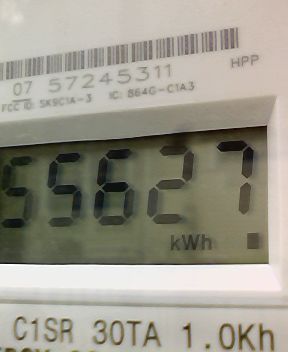 HPP
07 57245311
FCC ID: SK9C1A-3 IC: 864G-C1A3
55627
kWh
C1SR 30TA 1.0Kh